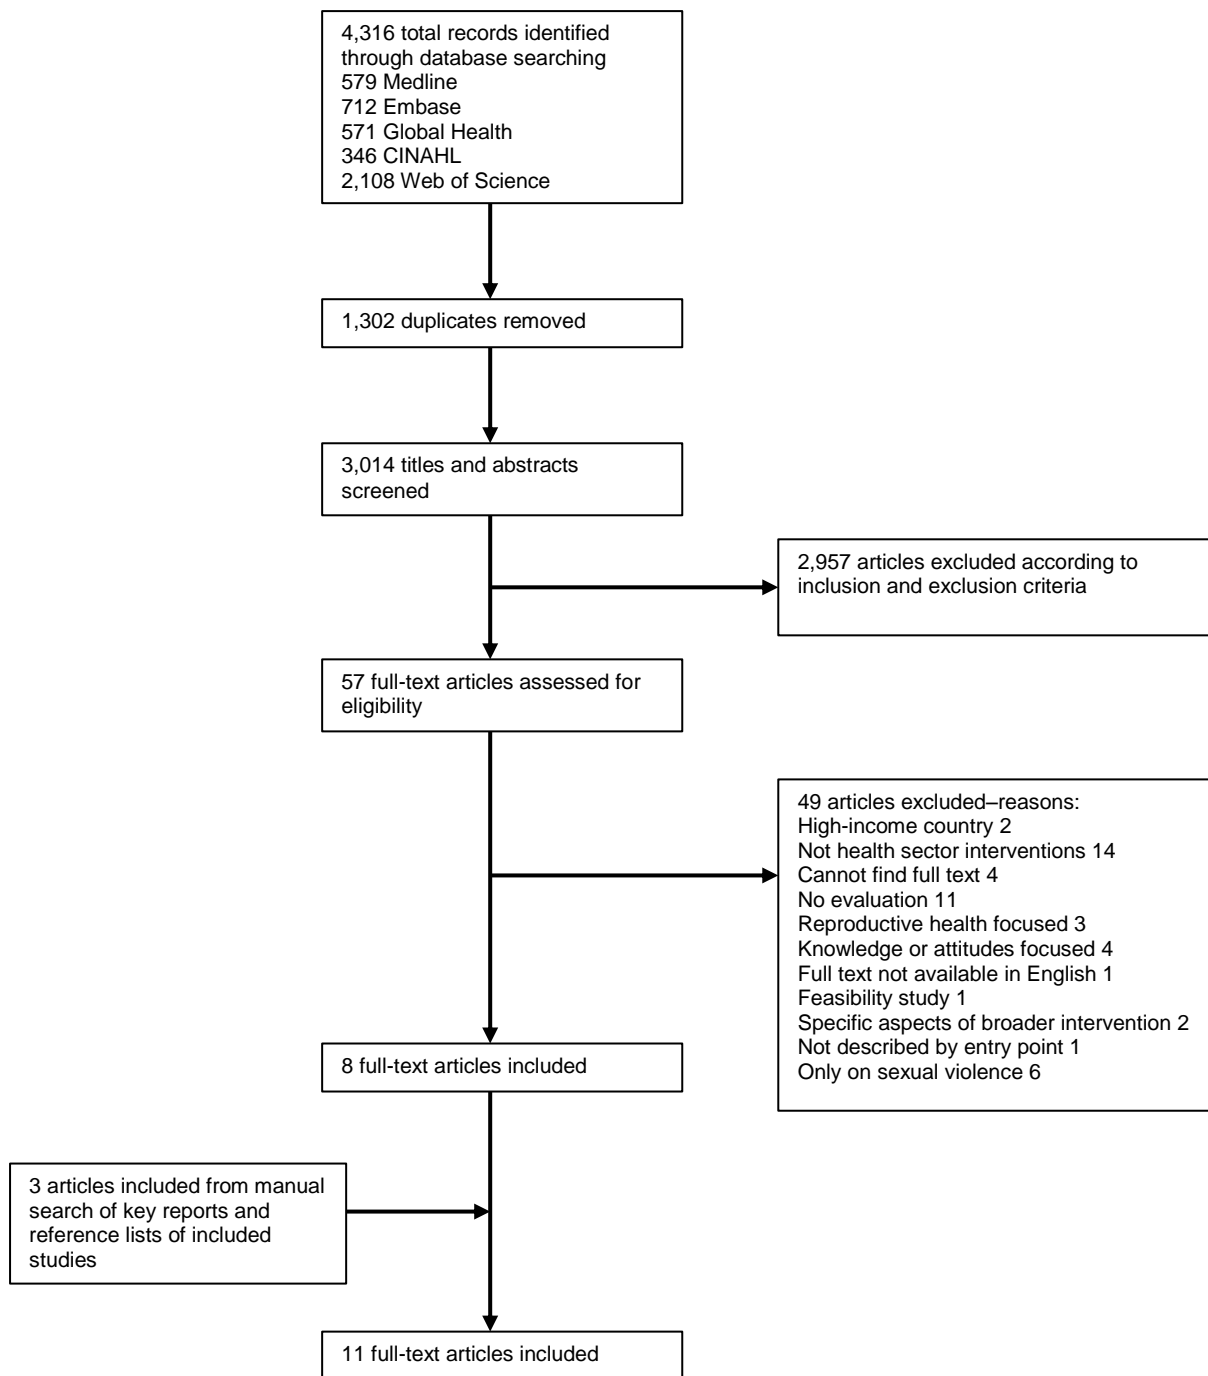 4,316 total records identified
through database searching
579 Medline
712 Embase
571 Global Health
346 CINAHL
2,108 Web of Science
1,302 duplicates removed
3,014 titles and abstracts
screened
2,957 articles excluded according to
inclusion and exclusion criteria
57 full-text articles assessed for
eligibility
49 articles excluded–reasons:
High-income country 2
Not health sector interventions 14
Cannot find full text 4
No evaluation 11
Reproductive health focused 3
Knowledge or attitudes focused 4
Full text not available in English 1
Feasibility study 1
Specific aspects of broader intervention 2
Not described by entry point 1
Only on sexual violence 6
8 full-text articles included
3 articles included from manual
search of key reports and
reference lists of included
studies
11 full-text articles included